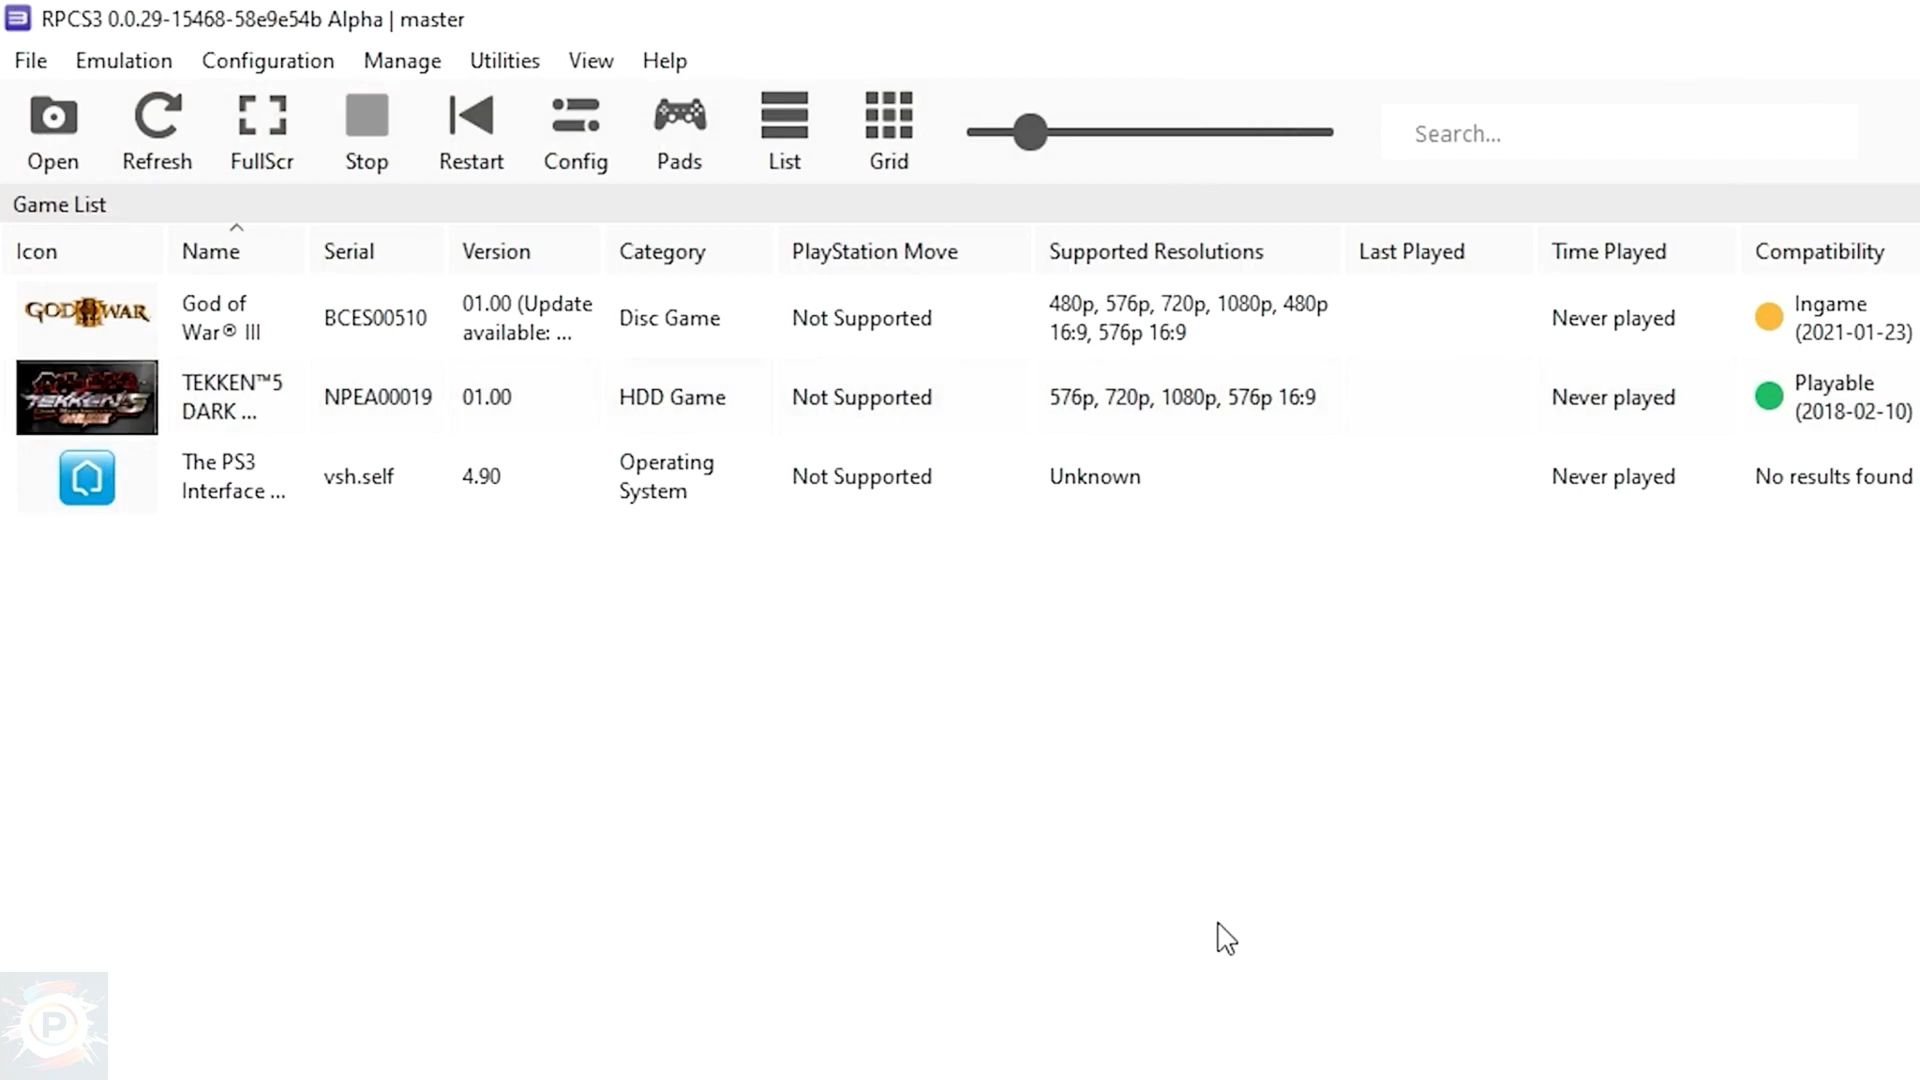 RPCS3 0.0.29-15468-58e9e54b Alpha | master
File Emulation Configuration Manage Utilities View Help
Open Refresh FullScr Stop Restart Config Pads List Grid Search...
Game List
Icon Name Serial Version Category PlayStation Move Supported Resolutions Last Played Time Played Compatibility
GOD WAR
God of
War® III
BCES00510
01.00 (Update
available: ...
Disc Game
Not Supported
480p, 576p, 720p, 1080p, 480p
16:9, 576p 16:9
Never played
Ingame
(2021-01-23)
TEKKEN 5
TEKKEN™5
DARK ...
NPEA00019
01.00
HDD Game
Not Supported
576p, 720p, 1080p, 576p 16:9
Never played
Playable
(2018-02-10)
The PS3
Interface ...
vsh.self
4.90
Operating
System
Not Supported
Unknown
Never played
No results found
P